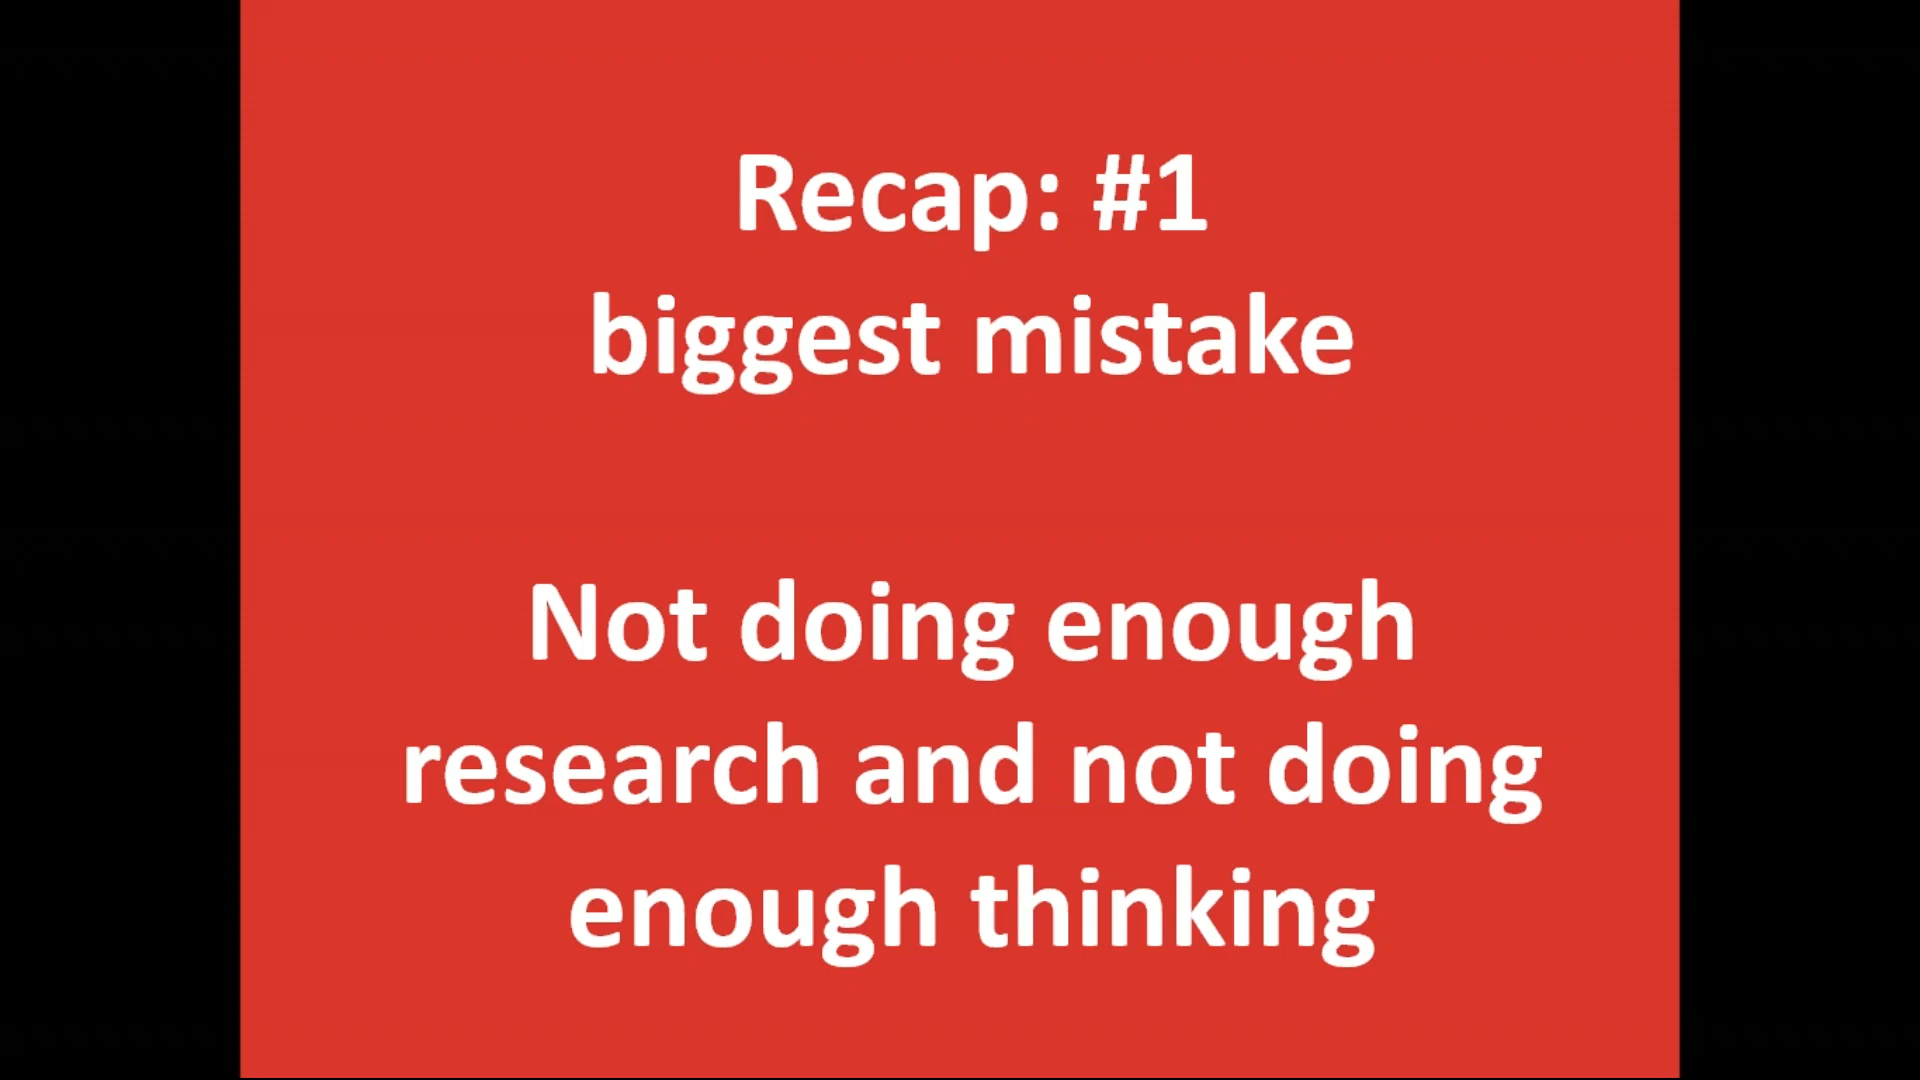 Recap: #1
biggest mistake
Not doing enough
research and not doing
enough thinking